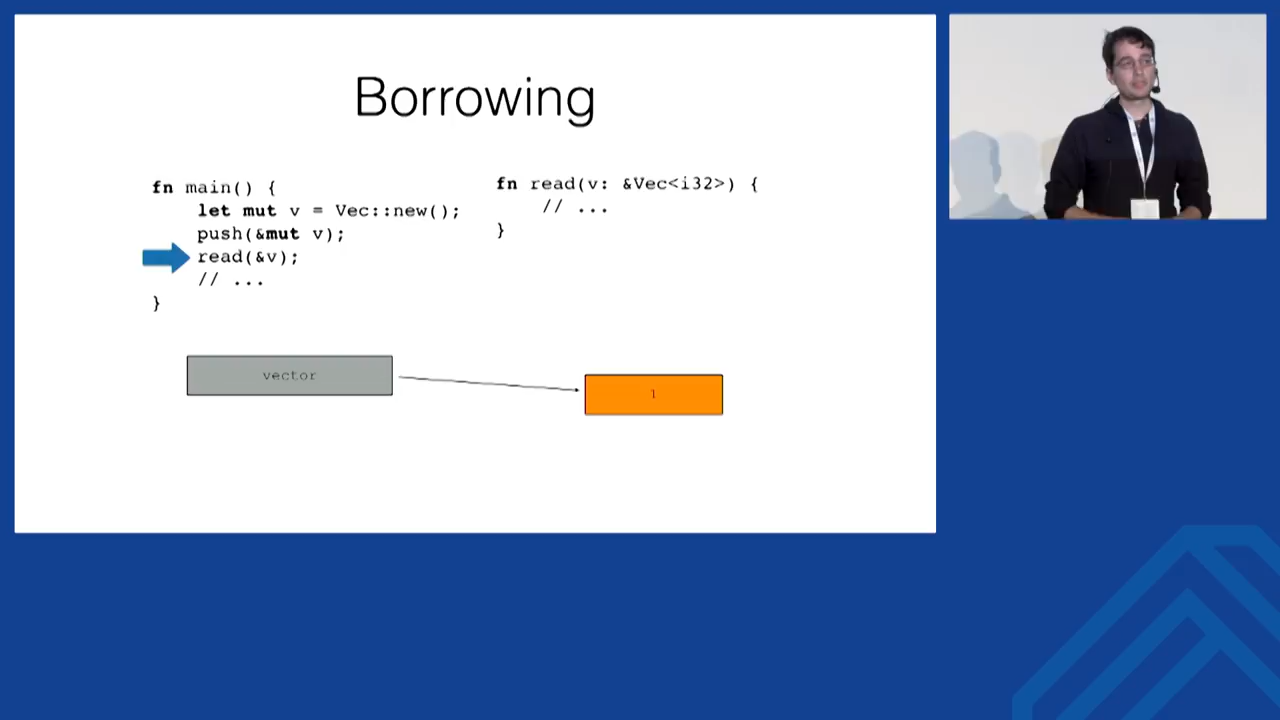 Borrowing
fn main() {
let mut v = Vec::new();
push(&mut v);
read(&v);
// ...
}
fn read(v: &Vec<i32>) {
// ...
}
vector
1